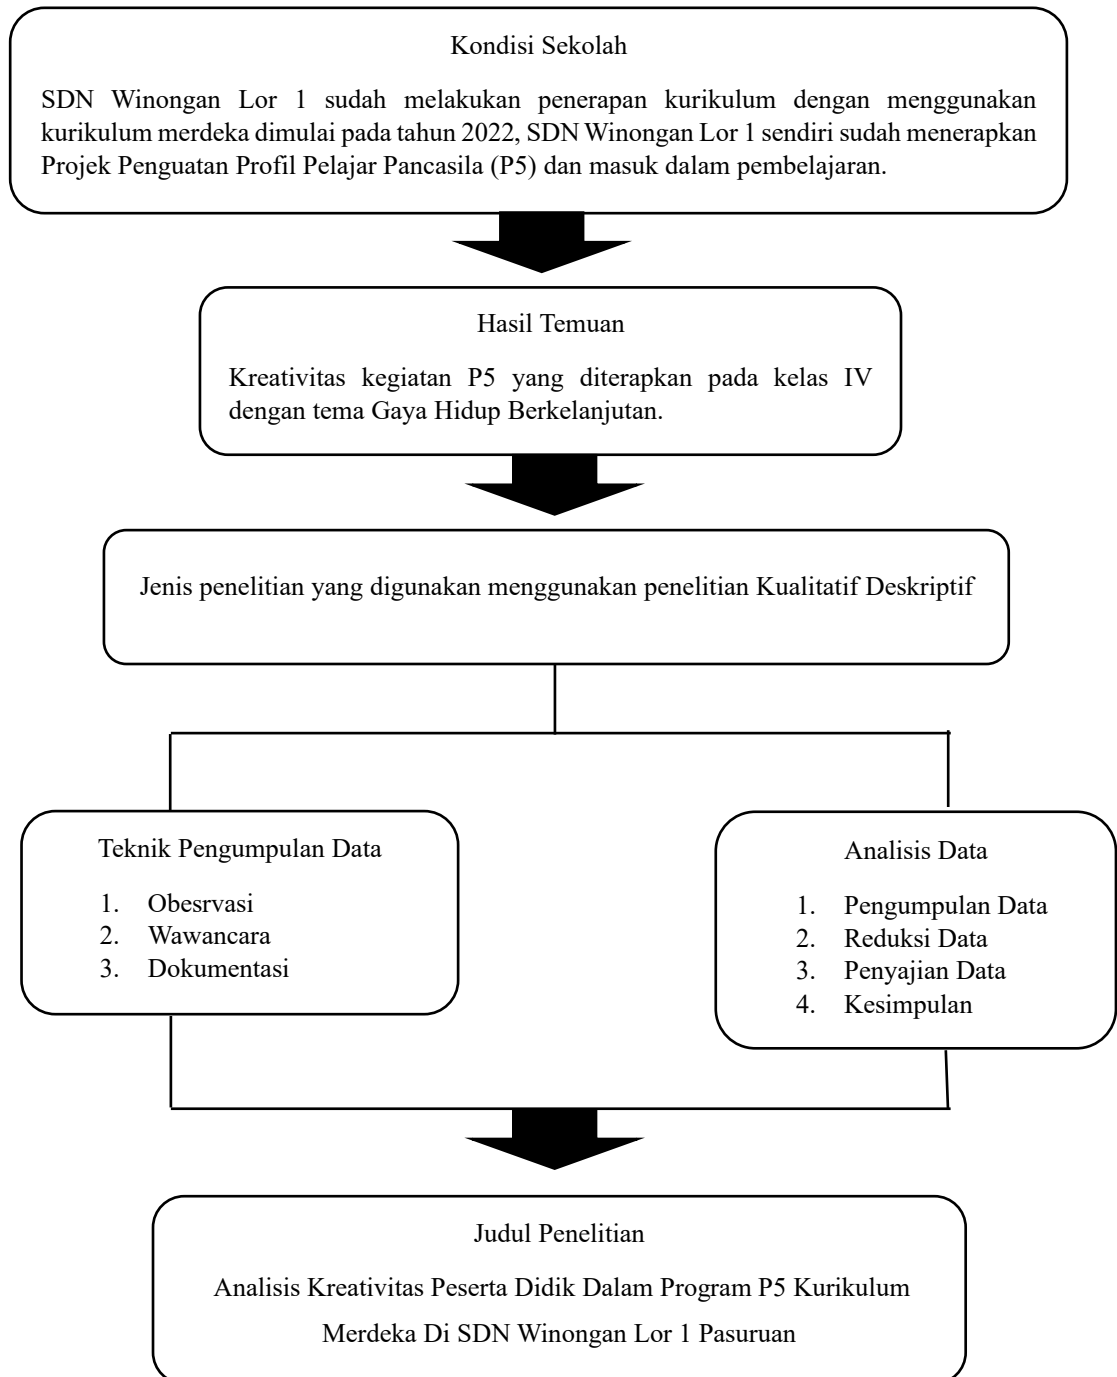 Kondisi Sekolah
SDN Winongan Lor 1 sudah melakukan penerapan kurikulum dengan menggunakan
kurikulum merdeka dimulai pada tahun 2022, SDN Winongan Lor 1 sendiri sudah menerapkan
Projek Penguatan Profil Pelajar Pancasila (P5) dan masuk dalam pembelajaran.
Hasil Temuan
Kreativitas kegiatan P5 yang diterapkan pada kelas IV
dengan tema Gaya Hidup Berkelanjutan.
Jenis penelitian yang digunakan menggunakan penelitian Kualitatif Deskriptif
Teknik Pengumpulan Data
1. Obesrvasi
2. Wawancara
3. Dokumentasi
Analisis Data
1. Pengumpulan Data
2. Reduksi Data
3. Penyajian Data
4. Kesimpulan
Judul Penelitian
Analisis Kreativitas Peserta Didik Dalam Program P5 Kurikulum
Merdeka Di SDN Winongan Lor 1 Pasuruan